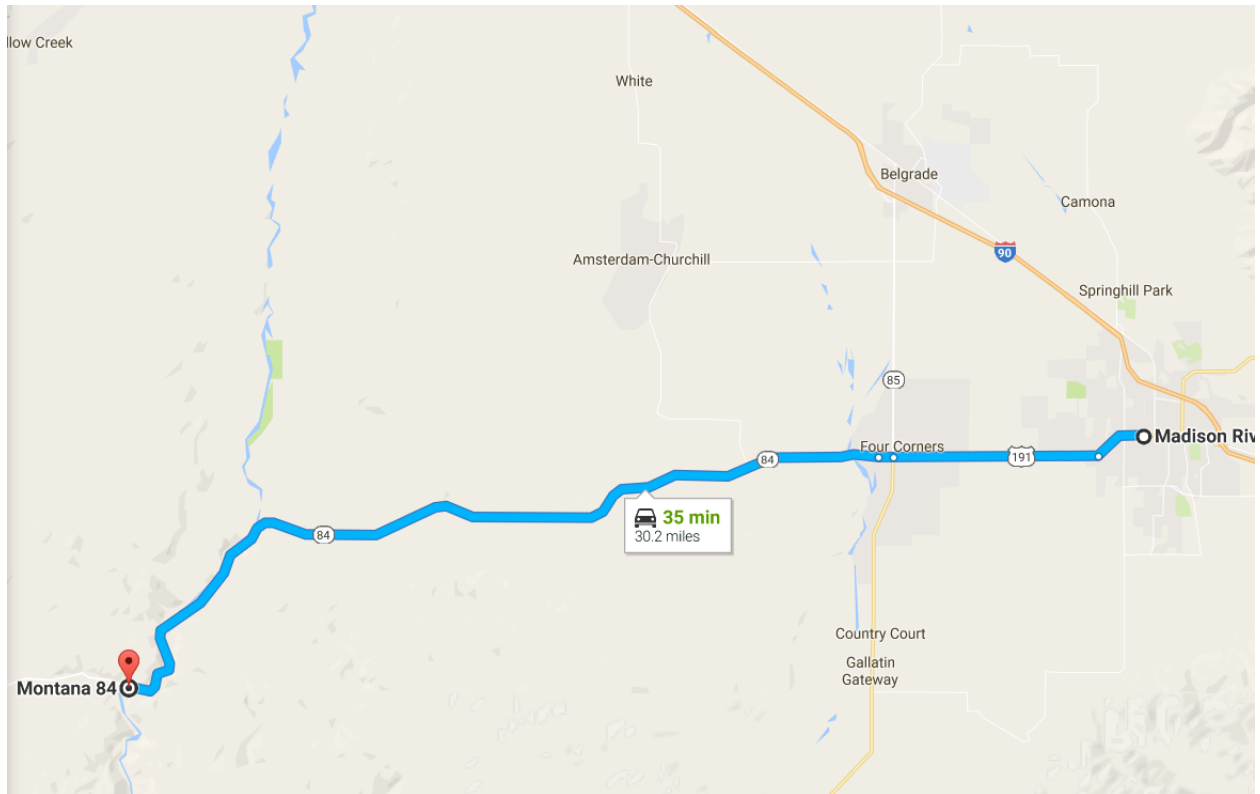 llow Creek
White
Belgrade
Camona
Amsterdam-Churchill
90
Springhill Park
85
Four Corners
Madison Riv
84
191
35 min
30.2 miles
84
Country Court
Gallatin
Gateway
Montana 84